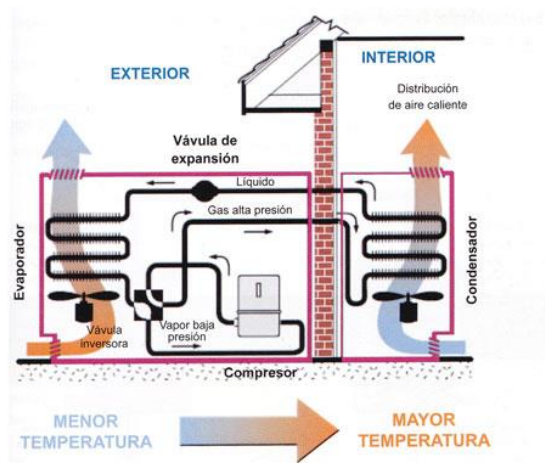 EXTERIOR
INTERIOR
Distribución
de aire caliente
Vávula de
expansión
Líquido
Gas alta presión
Evaporador
Condensador
Vávula
inversora
Vapor baja
presión
Compresor
MENOR
TEMPERATURA
MAYOR
TEMPERATURA